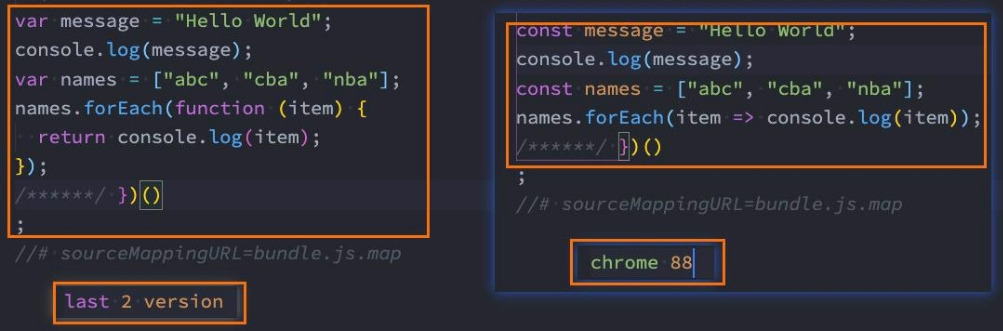 var message = "Hello World";
console.log(message);
var names = ["abc", "cba", "nba"];
names.forEach(function (item) {
  return console.log(item);
});
/******/ })()
;
//# sourceMappingURL=bundle.js.map
last 2 version
const message = "Hello World";
console.log(message);
const names = ["abc", "cba", "nba"];
names.forEach(item => console.log(item));
/******/ })()
;
//# sourceMappingURL=bundle.js.map
chrome 88